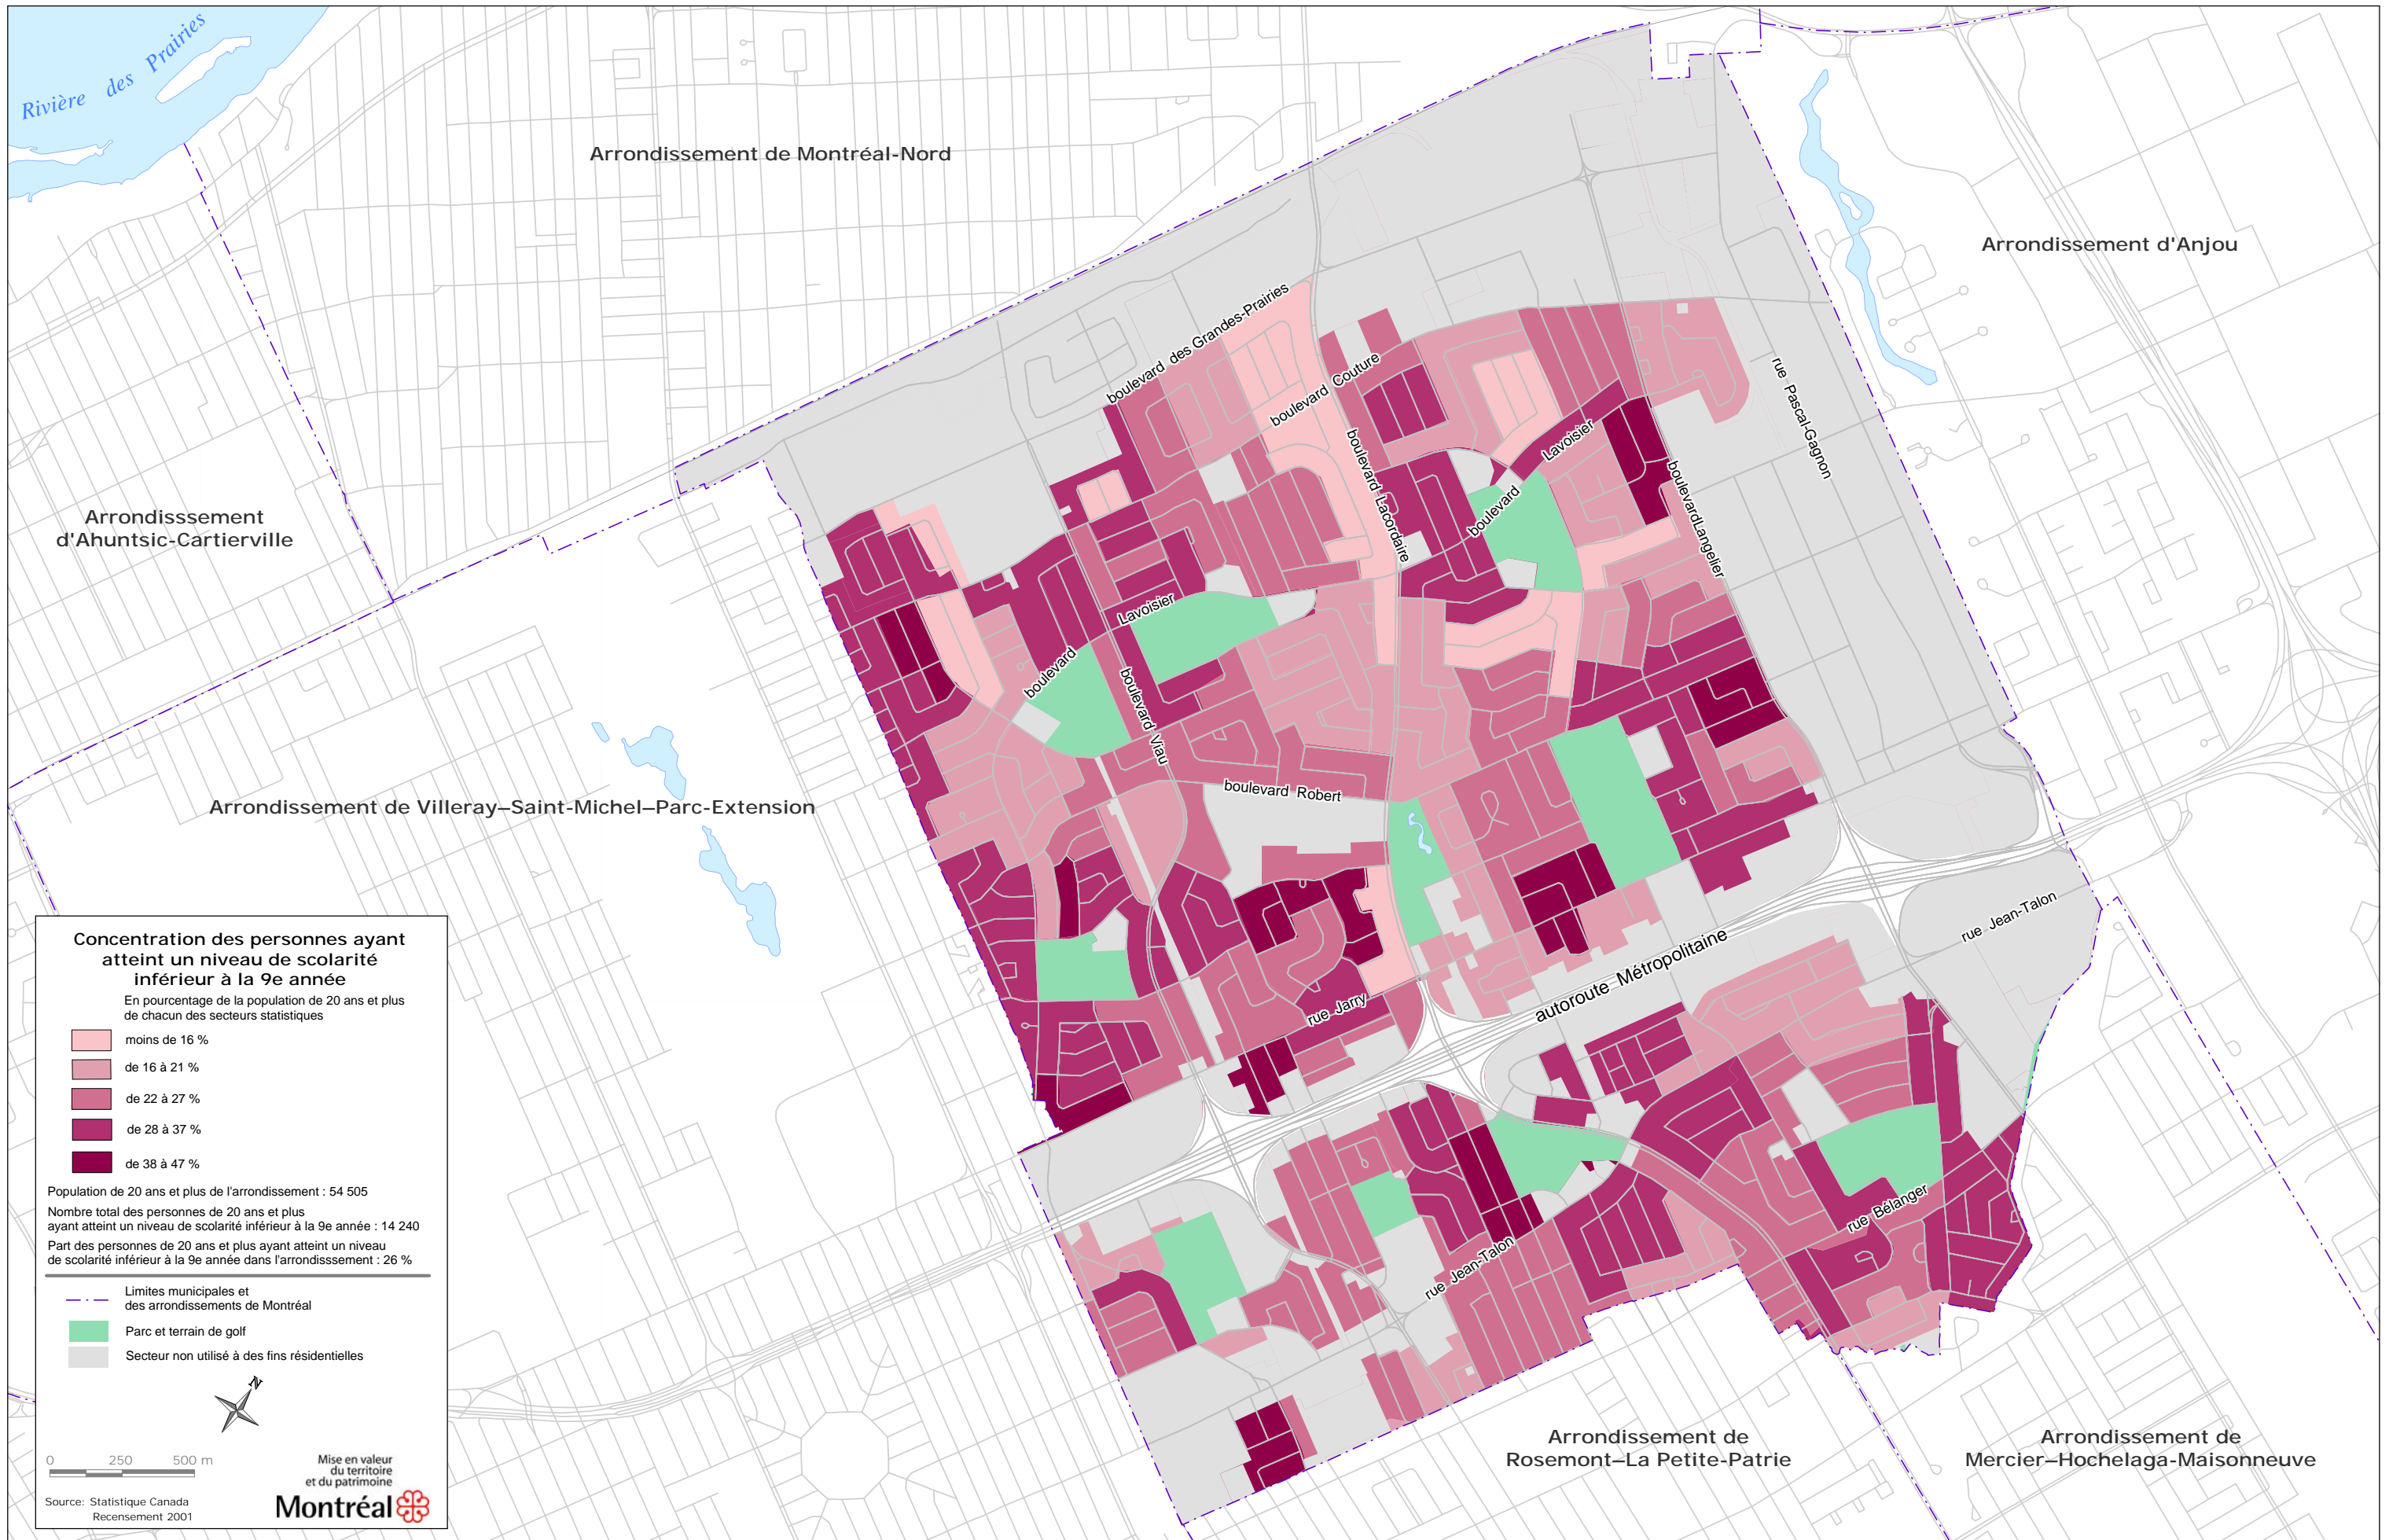 Rivière des Prairies
Arrondissement de Montréal-Nord
Arrondissement d'Anjou
Arrondisssement
d'Ahuntsic-Cartierville
Arrondissement de Villeray–Saint-Michel–Parc-Extension
boulevard des Grandes-Prairies
boulevard Couture
boulevard Lacordaire
boulevard Lavoisier
boulevard Langelier
rue Pascal-Gagnon
boulevard Lavoisier
boulevard Viau
boulevard Robert
rue Jarry
autoroute Métropolitaine
rue Jean-Talon
rue Bélanger
rue Jean-Talon
Arrondissement de
Rosemont–La Petite-Patrie
Arrondissement de
Mercier–Hochelaga-Maisonneuve
Concentration des personnes ayant
atteint un niveau de scolarité
inférieur à la 9e année
En pourcentage de la population de 20 ans et plus
de chacun des secteurs statistiques
moins de 16 %
de 16 à 21 %
de 22 à 27 %
de 28 à 37 %
de 38 à 47 %
Population de 20 ans et plus de l'arrondissement : 54 505
Nombre total des personnes de 20 ans et plus
ayant atteint un niveau de scolarité inférieur à la 9e année : 14 240
Part des personnes de 20 ans et plus ayant atteint un niveau
de scolarité inférieur à la 9e année dans l'arrondisssement : 26 %
Limites municipales et
des arrondissements de Montréal
Parc et terrain de golf
Secteur non utilisé à des fins résidentielles
N
0 250 500 m
Mise en valeur
du territoire
et du patrimoine
Montréal
Source: Statistique Canada
Recensement 2001